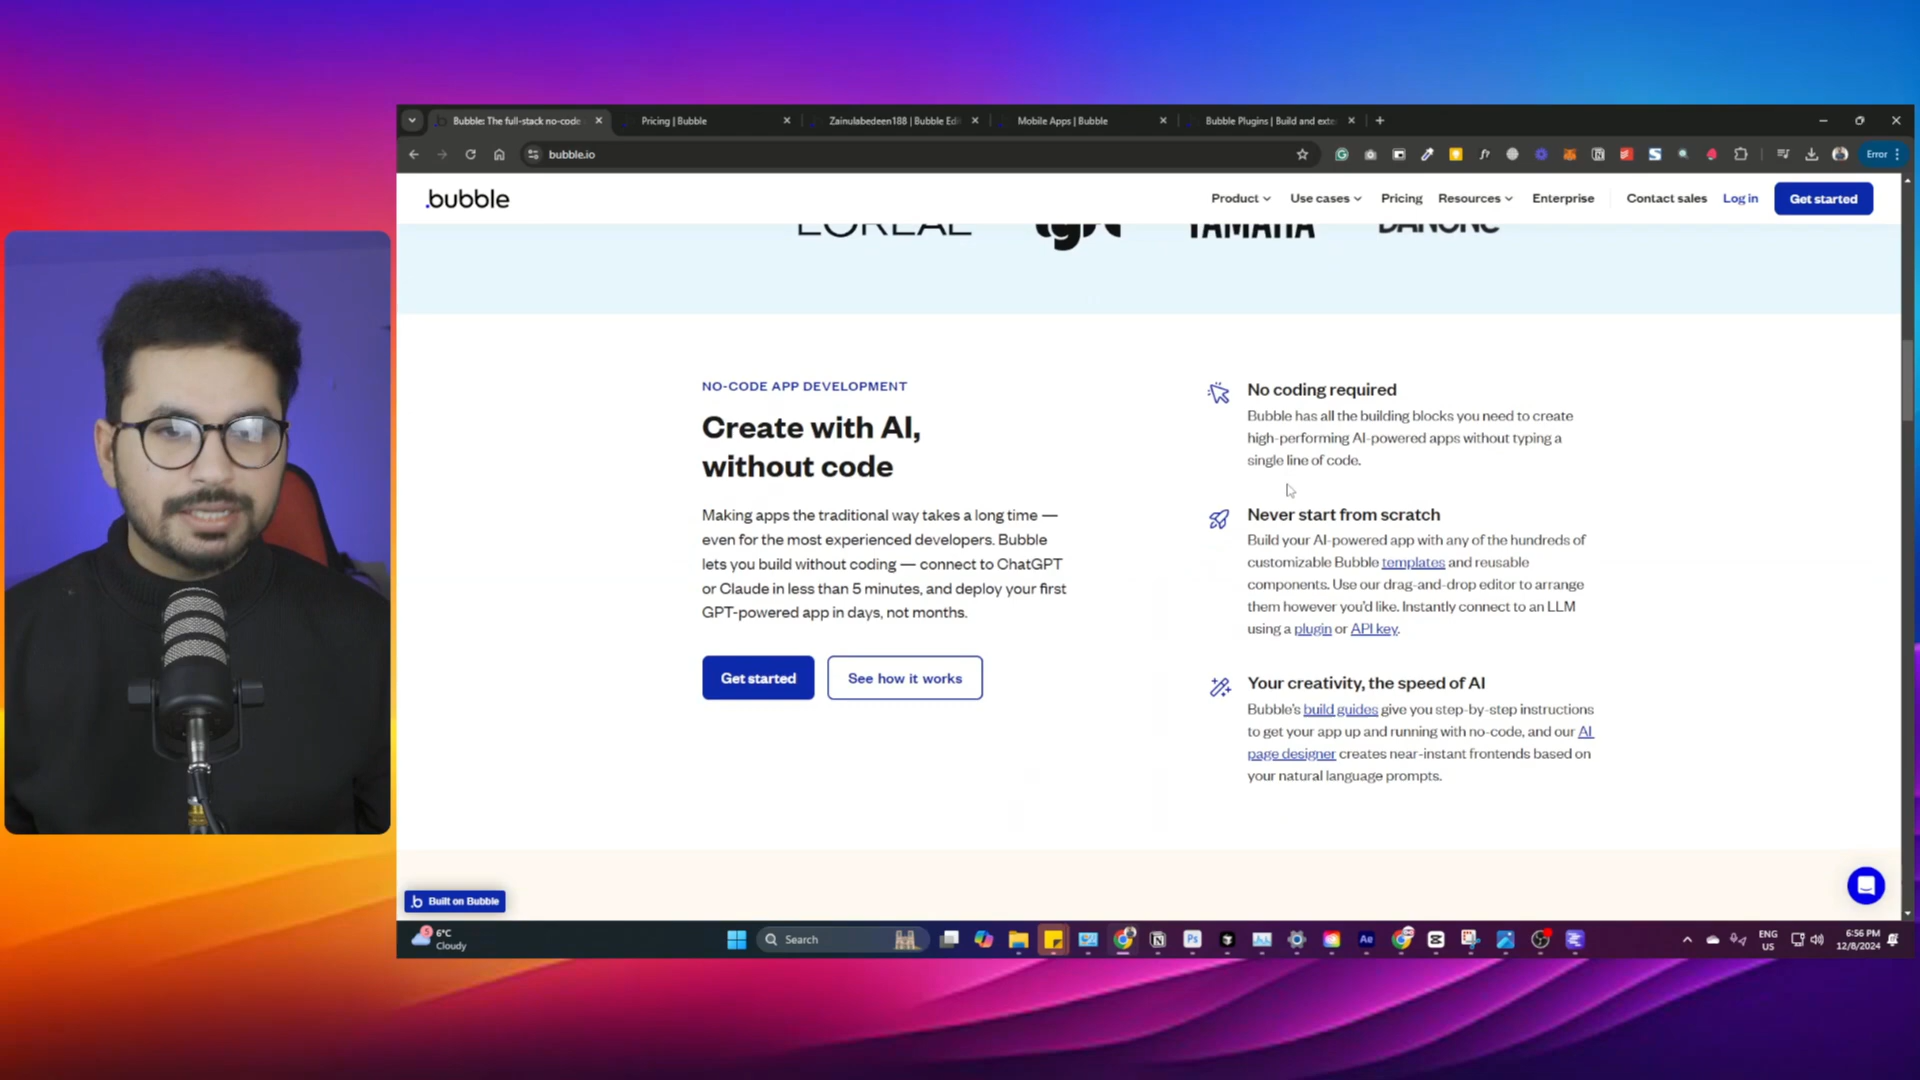 Bubble: The full-stack no-code
Pricing | Bubble
Zainulabedeen188 | Bubble Edi
Mobile Apps | Bubble
Bubble Plugins | Build and exte
bubble.io
Error
.bubble
Product
Use cases
Pricing
Resources
Enterprise
Contact sales
Log in
Get started
L'ORÉAL
YAMAHA
DANONE
NO-CODE APP DEVELOPMENT
Create with AI,
without code
Making apps the traditional way takes a long time —
even for the most experienced developers. Bubble
lets you build without coding — connect to ChatGPT
or Claude in less than 5 minutes, and deploy your first
GPT-powered app in days, not months.
Get started
See how it works
No coding required
Bubble has all the building blocks you need to create
high-performing AI-powered apps without typing a
single line of code.
Never start from scratch
Build your AI-powered app with any of the hundreds of
customizable Bubble templates and reusable
components. Use our drag-and-drop editor to arrange
them however you'd like. Instantly connect to an LLM
using a plugin or API key.
Your creativity, the speed of AI
Bubble's build guides give you step-by-step instructions
to get your app up and running with no-code, and our AI
page designer creates near-instant frontends based on
your natural language prompts.
b Built on Bubble
5
6°C
Cloudy
Search
Ps
Ae
ENG
US
6:56 PM
12/8/2024